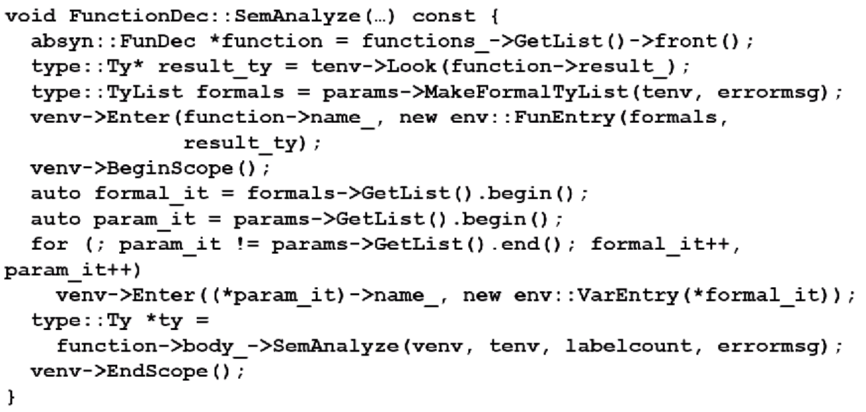 void FunctionDec::SemAnalyze(…) const {
absyn::FunDec *function = functions_->GetList()->front();
type::Ty* result_ty = tenv->Look(function->result_);
type::TyList formals = params->MakeFormalTyList(tenv, errormsg);
venv->Enter(function->name_, new env::FunEntry(formals,
result_ty);
venv->BeginScope();
auto formal_it = formals->GetList().begin();
auto param_it = params->GetList().begin();
for (; param_it != params->GetList().end(); formal_it++,
param_it++)
venv->Enter((*param_it)->name_, new env::VarEntry(*formal_it));
type::Ty *ty =
function->body_->SemAnalyze(venv, tenv, labelcount, errormsg);
venv->EndScope();
}